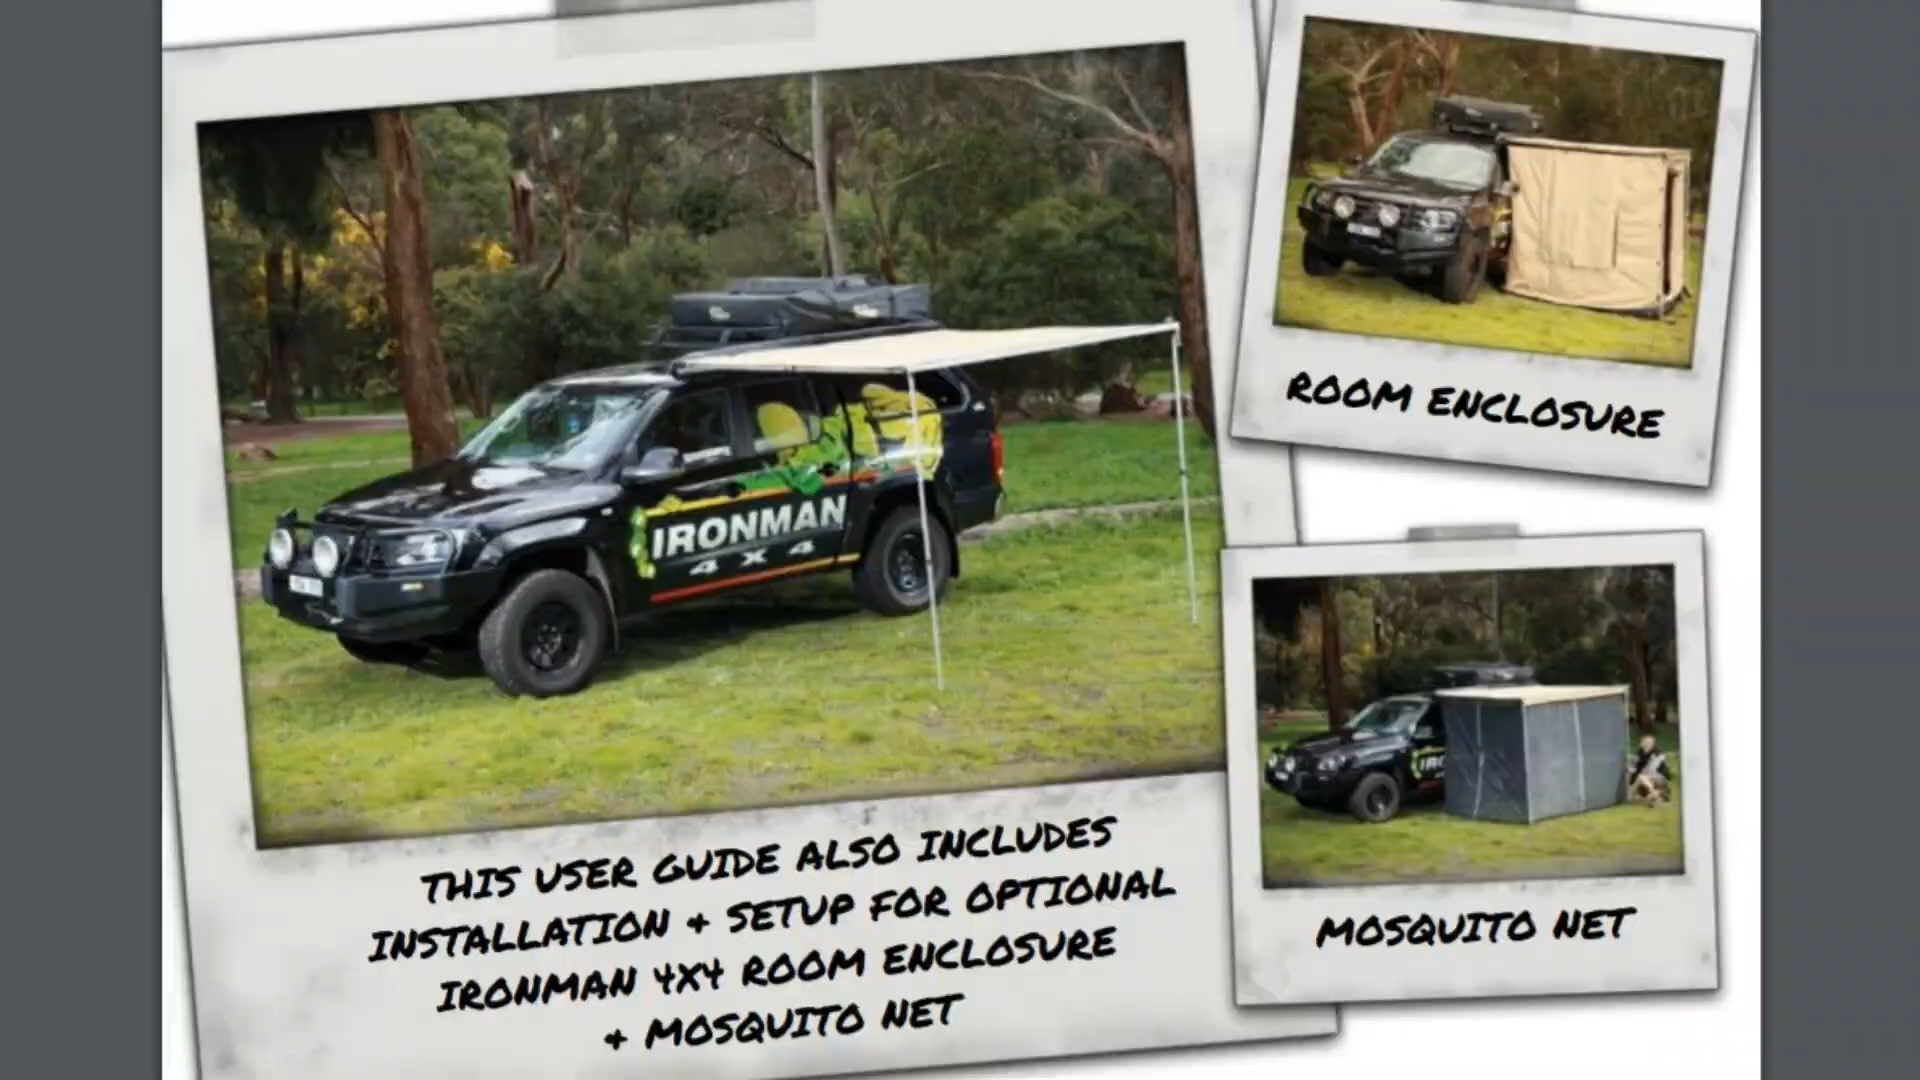 IRONMAN
4 X 4
THIS USER GUIDE ALSO INCLUDES
INSTALLATION & SETUP FOR OPTIONAL
IRONMAN 4X4 ROOM ENCLOSURE
& MOSQUITO NET
ROOM ENCLOSURE
MOSQUITO NET